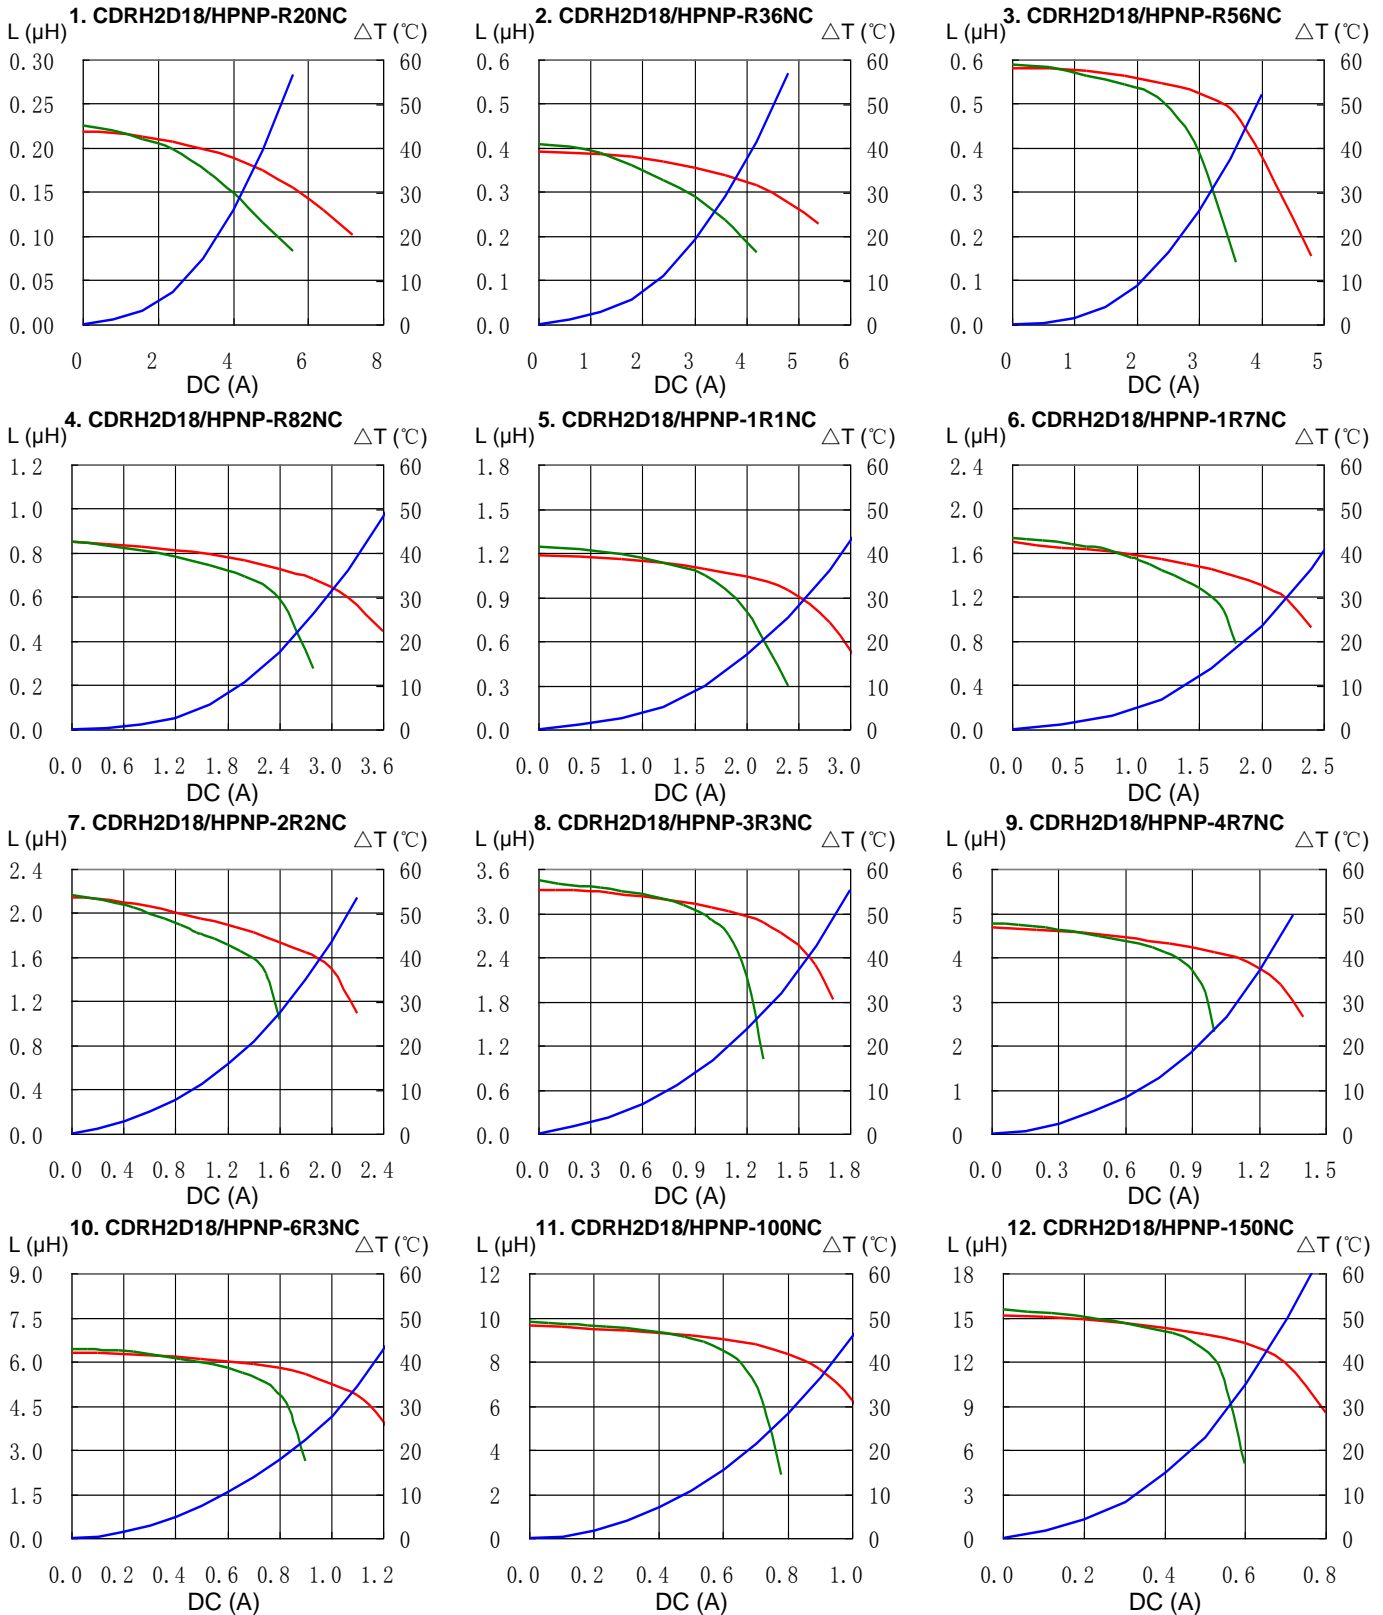 1. CDRH2D18/HPNP-R20NC
L (µH)
△T (℃)
0.30
0.25
0.20
0.15
0.10
0.05
0.00
60
50
40
30
20
10
0
0 2 4 6 8
DC (A)
2. CDRH2D18/HPNP-R36NC
L (µH)
△T (℃)
0.6
0.5
0.4
0.3
0.2
0.1
0.0
60
50
40
30
20
10
0
0 1 2 3 4 5 6
DC (A)
3. CDRH2D18/HPNP-R56NC
L (µH)
△T (℃)
0.6
0.5
0.4
0.3
0.2
0.1
0.0
60
50
40
30
20
10
0
0 1 2 3 4 5
DC (A)
4. CDRH2D18/HPNP-R82NC
L (µH)
△T (℃)
1.2
1.0
0.8
0.6
0.4
0.2
0.0
60
50
40
30
20
10
0
0.0 0.6 1.2 1.8 2.4 3.0 3.6
DC (A)
5. CDRH2D18/HPNP-1R1NC
L (µH)
△T (℃)
1.8
1.5
1.2
0.9
0.6
0.3
0.0
60
50
40
30
20
10
0
0.0 0.5 1.0 1.5 2.0 2.5 3.0
DC (A)
6. CDRH2D18/HPNP-1R7NC
L (µH)
△T (℃)
2.4
2.0
1.6
1.2
0.8
0.4
0.0
60
50
40
30
20
10
0
0.0 0.5 1.0 1.5 2.0 2.5
DC (A)
7. CDRH2D18/HPNP-2R2NC
L (µH)
△T (℃)
2.4
2.0
1.6
1.2
0.8
0.4
0.0
60
50
40
30
20
10
0
0.0 0.4 0.8 1.2 1.6 2.0 2.4
DC (A)
8. CDRH2D18/HPNP-3R3NC
L (µH)
△T (℃)
3.6
3.0
2.4
1.8
1.2
0.6
0.0
60
50
40
30
20
10
0
0.0 0.3 0.6 0.9 1.2 1.5 1.8
DC (A)
9. CDRH2D18/HPNP-4R7NC
L (µH)
△T (℃)
6
5
4
3
2
1
0
60
50
40
30
20
10
0
0.0 0.3 0.6 0.9 1.2 1.5
DC (A)
10. CDRH2D18/HPNP-6R3NC
L (µH)
△T (℃)
9.0
7.5
6.0
4.5
3.0
1.5
0.0
60
50
40
30
20
10
0
0.0 0.2 0.4 0.6 0.8 1.0 1.2
DC (A)
11. CDRH2D18/HPNP-100NC
L (µH)
△T (℃)
12
10
8
6
4
2
0
60
50
40
30
20
10
0
0.0 0.2 0.4 0.6 0.8 1.0
DC (A)
12. CDRH2D18/HPNP-150NC
L (µH)
△T (℃)
18
15
12
9
6
3
0
60
50
40
30
20
10
0
0.0 0.2 0.4 0.6 0.8
DC (A)